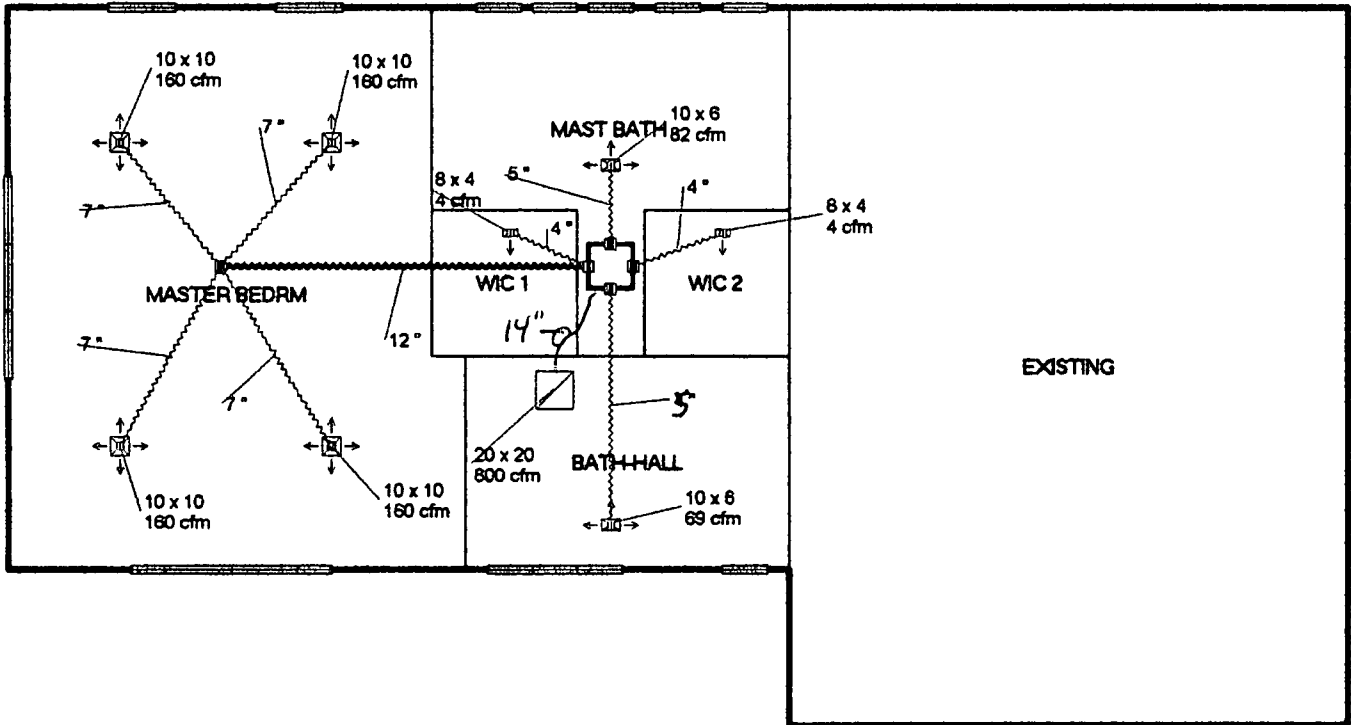 10 x 10
160 cfm
10 x 10
160 cfm
7"
MAST BATH
10 x 6
82 cfm
8 x 4
4 cfm
5"
4"
8 x 4
4 cfm
7"
4"
MASTER BEDRM
WIC 1
WIC 2
14"
12"
7"
7"
EXISTING
5"
20 x 20
800 cfm
BATH-HALL
10 x 10
160 cfm
10 x 10
160 cfm
10 x 6
69 cfm